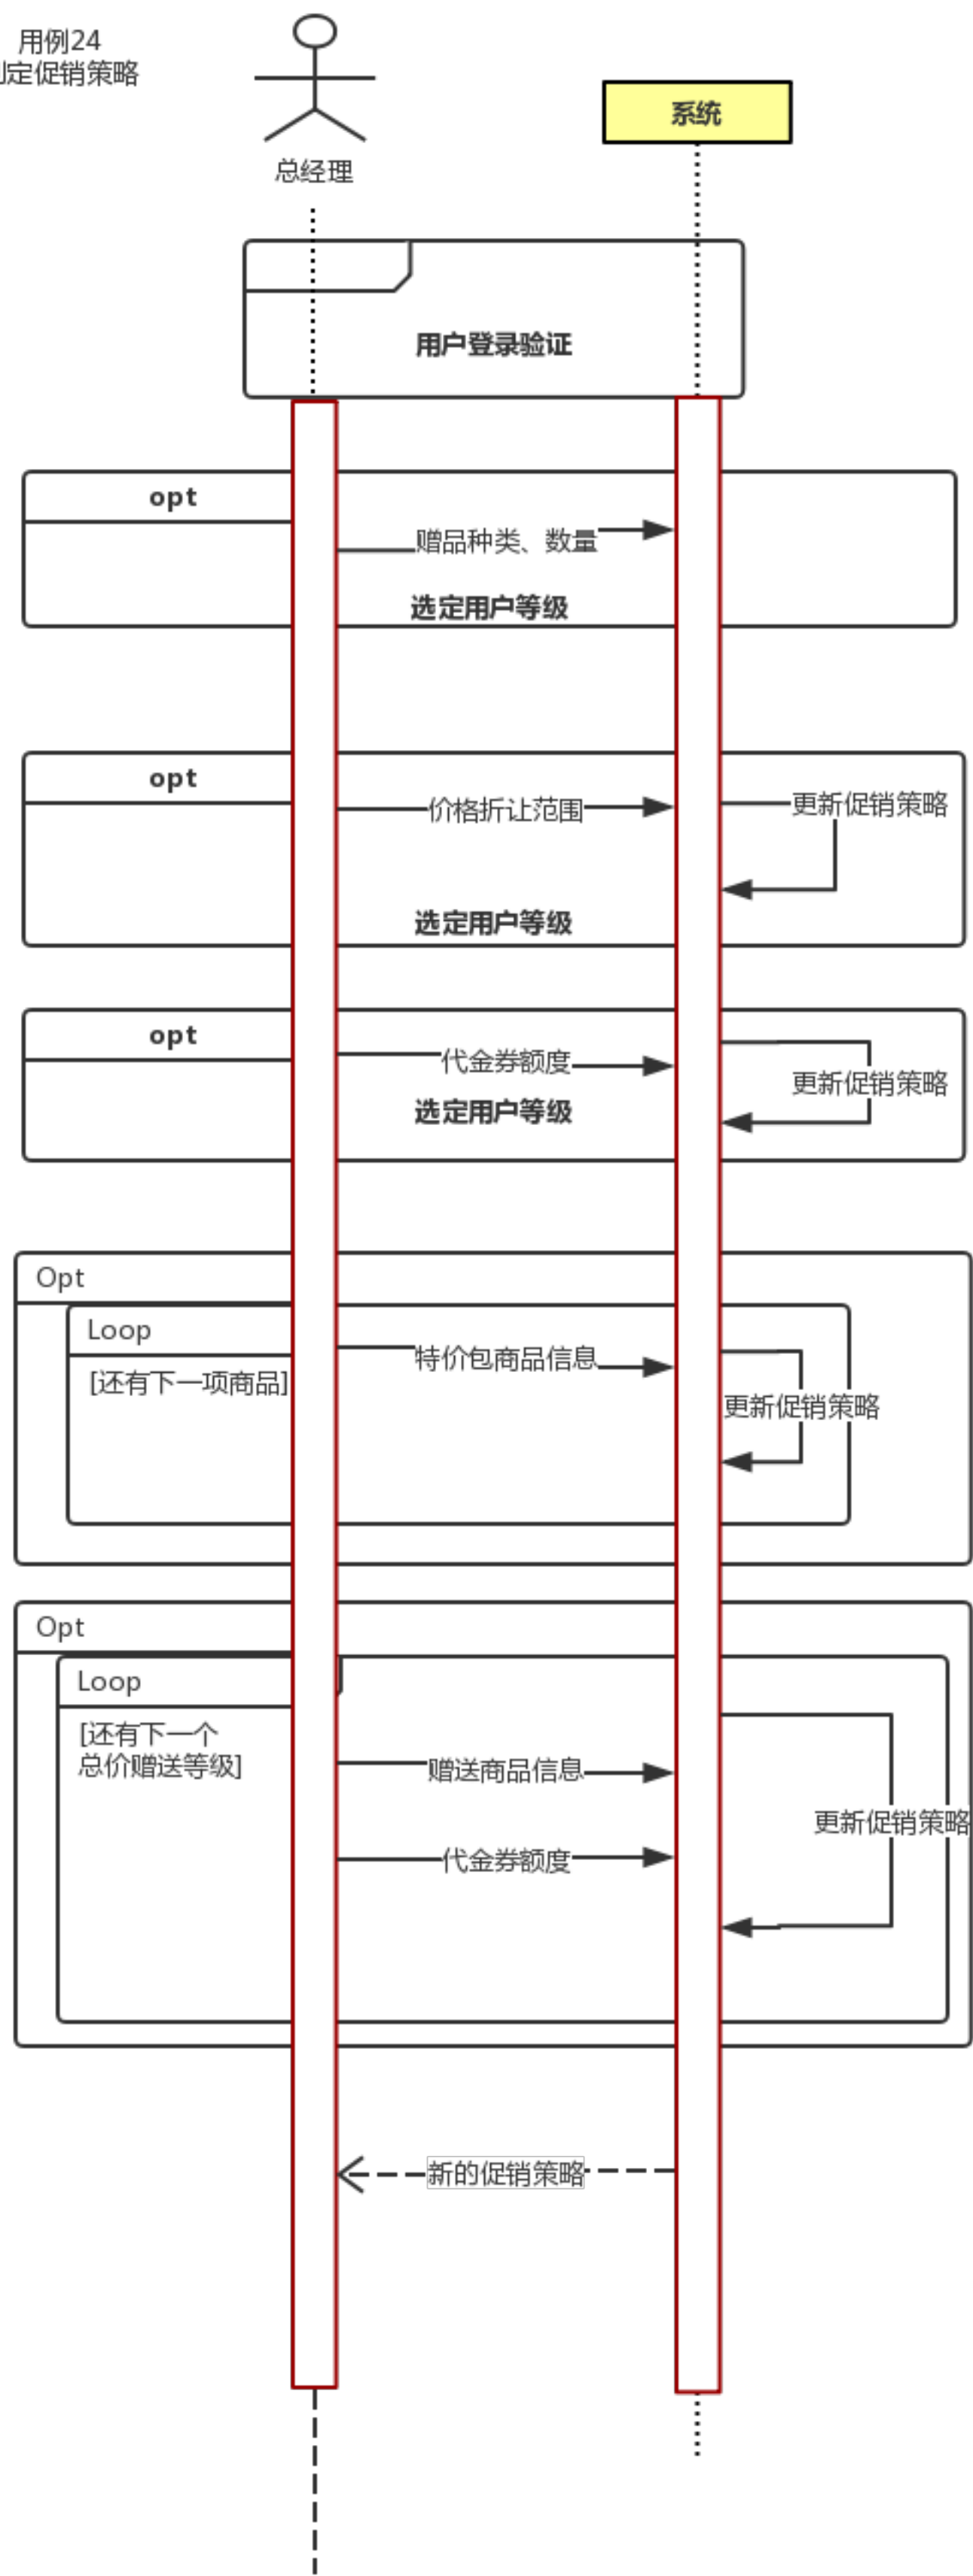 用例24
定促销策略
总经理
系统
用户登录验证
opt
赠品种类、数量
选定用户等级
opt
价格折让范围
更新促销策略
选定用户等级
opt
代金券额度
更新促销策略
选定用户等级
Opt
Loop
[还有下一项商品]
特价包商品信息
更新促销策略
Opt
Loop
[还有下一个
总价赠送等级]
赠送商品信息
更新促销策略
代金券额度
新的促销策略